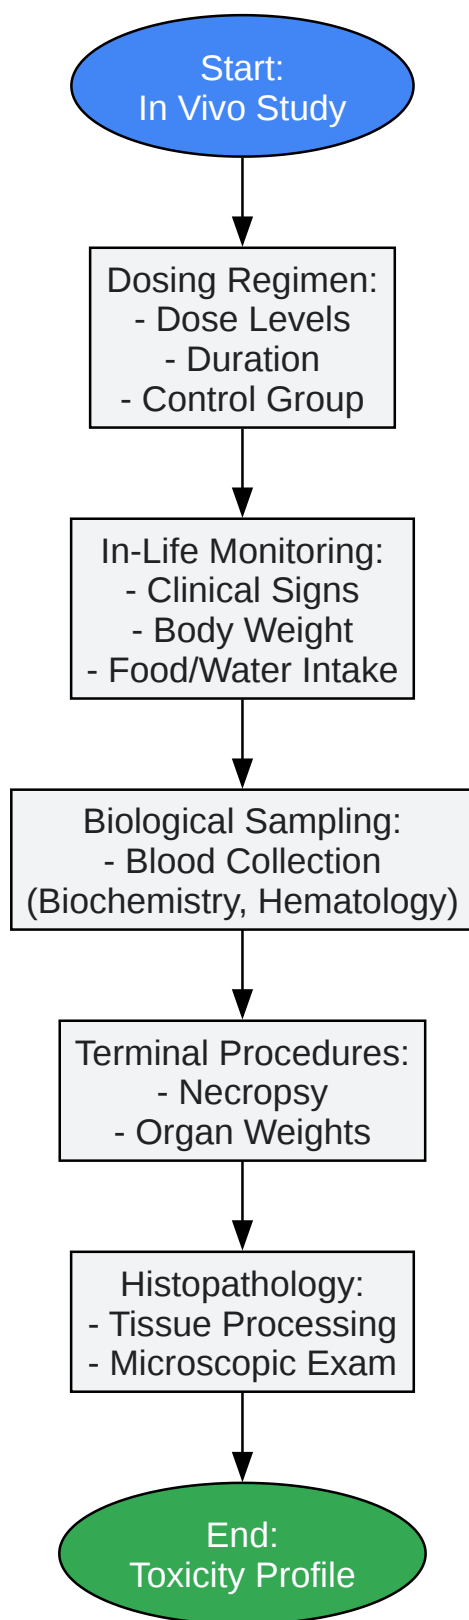 Start:
In Vivo Study
Dosing Regimen:
- Dose Levels
- Duration
- Control Group
In-Life Monitoring:
- Clinical Signs
- Body Weight
- Food/Water Intake
Biological Sampling:
- Blood Collection
(Biochemistry, Hematology)
Terminal Procedures:
- Necropsy
- Organ Weights
Histopathology:
- Tissue Processing
- Microscopic Exam
End:
Toxicity Profile